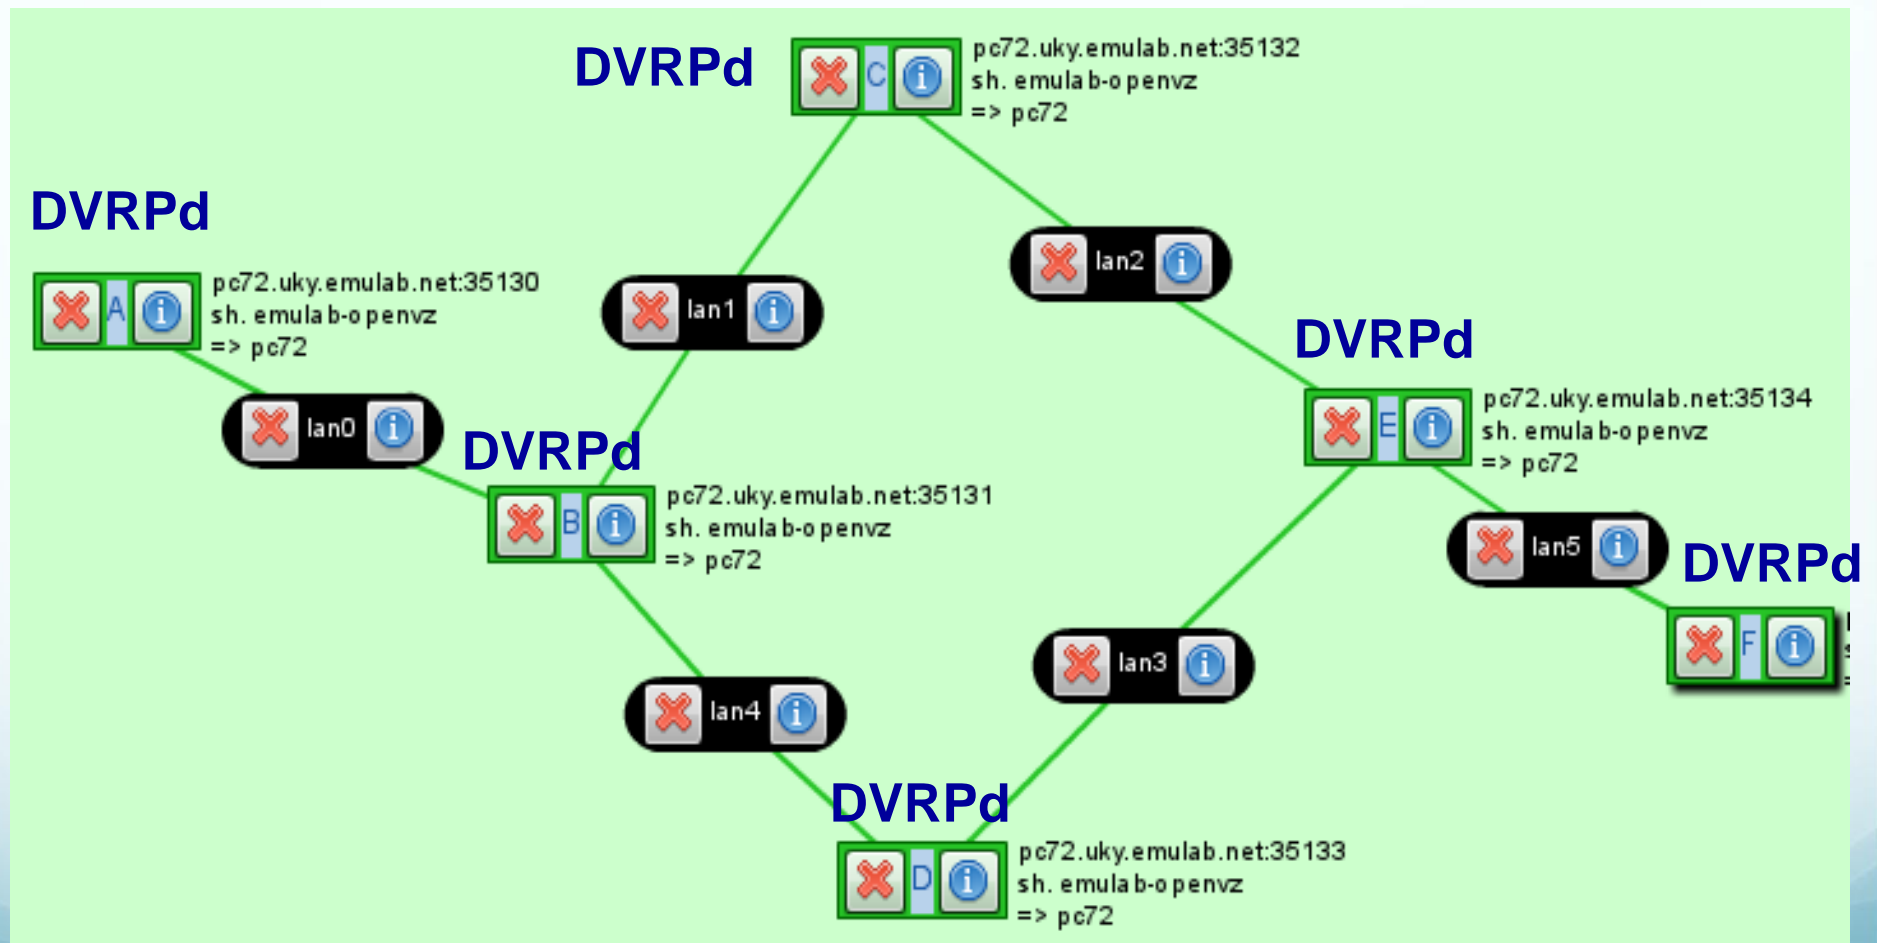 DVRPd
C
pc72.uky.emulab.net:35132
sh. emulab-openvz
=> pc72
DVRPd
A
pc72.uky.emulab.net:35130
sh. emulab-openvz
=> pc72
lan1
lan2
DVRPd
E
pc72.uky.emulab.net:35134
sh. emulab-openvz
=> pc72
lan0
DVRPd
B
pc72.uky.emulab.net:35131
sh. emulab-openvz
=> pc72
lan5
DVRPd
F
lan3
lan4
DVRPd
D
pc72.uky.emulab.net:35133
sh. emulab-openvz
=> pc72